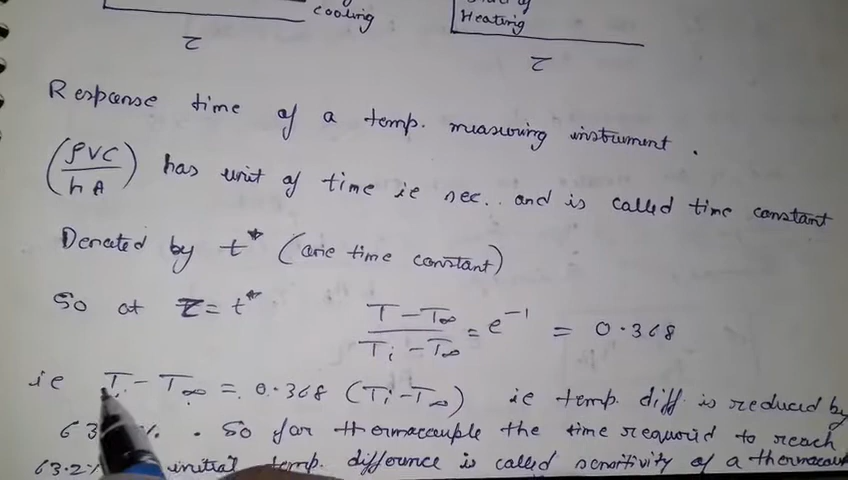 cooling
Heating
τ
τ
Response time of a temp. measuring instrument.
(ρVC/hA) has unit of time ie sec.. and is called time constant
Denoted by t* (one time constant)
So at τ = t* (T - T∞)/(Ti - T∞) = e^-1 = 0.368
ie T - T∞ = 0.368 (Ti - T∞) ie temp. diff. is reduced by
63 %. So for thermocouple the time required to reach
63.2% initial temp. difference is called sensitivity of a